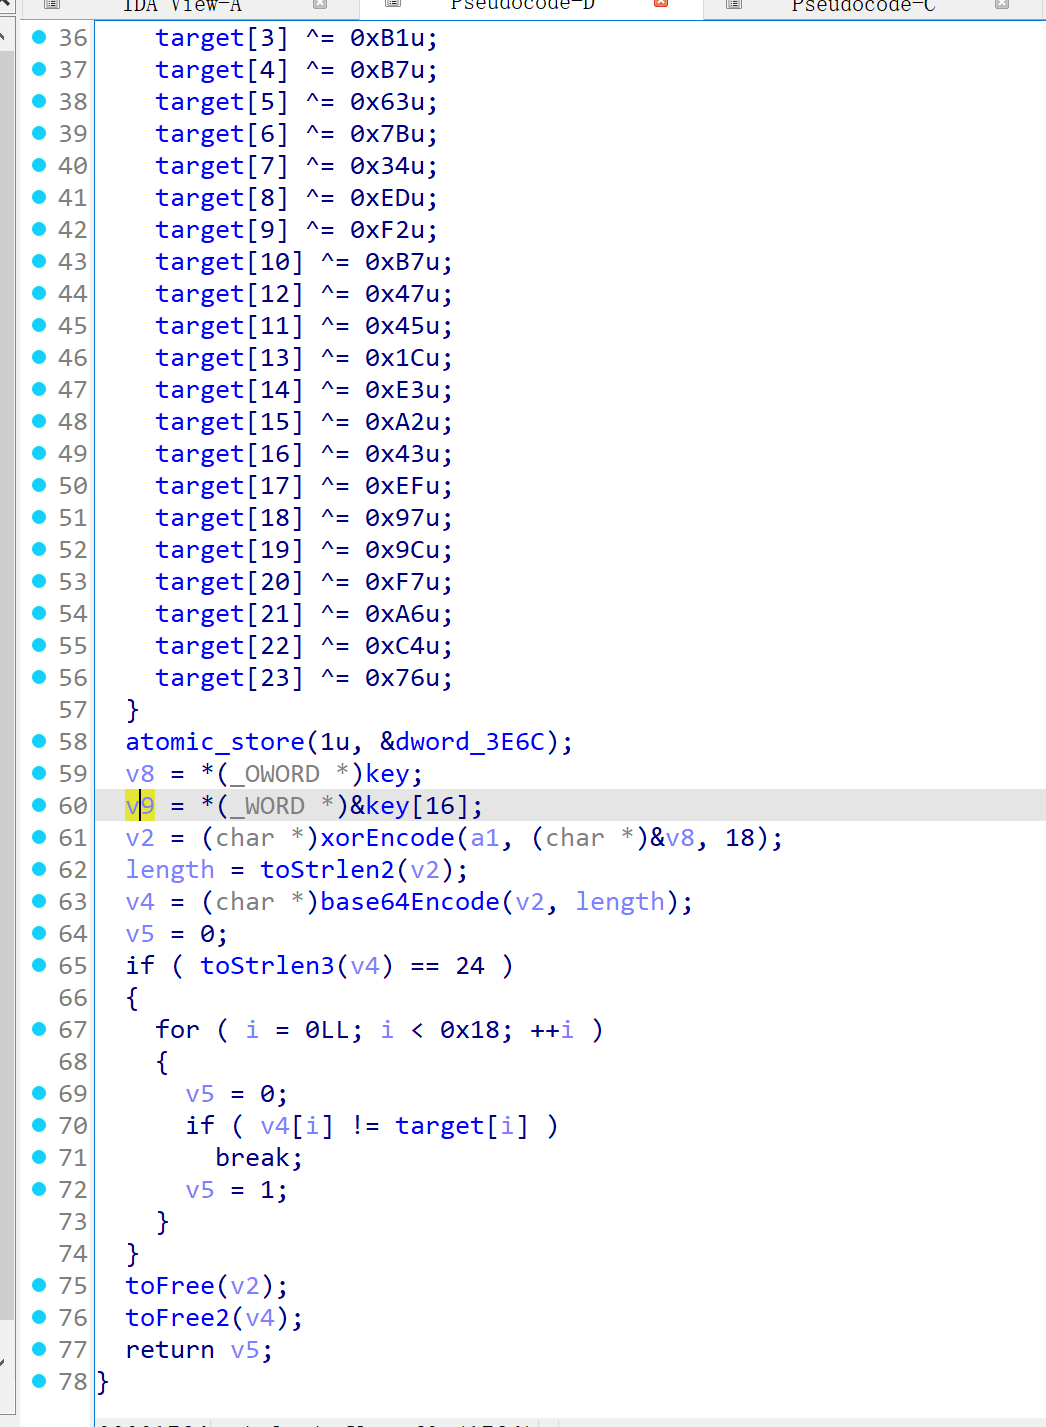 IDA View-A Pseudocode-D Pseudocode-C
36 target[3] ^= 0xB1u;
37 target[4] ^= 0xB7u;
38 target[5] ^= 0x63u;
39 target[6] ^= 0x7Bu;
40 target[7] ^= 0x34u;
41 target[8] ^= 0xEDu;
42 target[9] ^= 0xF2u;
43 target[10] ^= 0xB7u;
44 target[12] ^= 0x47u;
45 target[11] ^= 0x45u;
46 target[13] ^= 0x1Cu;
47 target[14] ^= 0xE3u;
48 target[15] ^= 0xA2u;
49 target[16] ^= 0x43u;
50 target[17] ^= 0xEFu;
51 target[18] ^= 0x97u;
52 target[19] ^= 0x9Cu;
53 target[20] ^= 0xF7u;
54 target[21] ^= 0xA6u;
55 target[22] ^= 0xC4u;
56 target[23] ^= 0x76u;
57 }
58 atomic_store(1u, &dword_3E6C);
59 v8 = *(_OWORD *)key;
60 v9 = *(_WORD *)&key[16];
61 v2 = (char *)xorEncode(a1, (char *)&v8, 18);
62 length = toStrlen2(v2);
63 v4 = (char *)base64Encode(v2, length);
64 v5 = 0;
65 if ( toStrlen3(v4) == 24 )
66 {
67 for ( i = 0LL; i < 0x18; ++i )
68 {
69 v5 = 0;
70 if ( v4[i] != target[i] )
71 break;
72 v5 = 1;
73 }
74 }
75 toFree(v2);
76 toFree2(v4);
77 return v5;
78 }